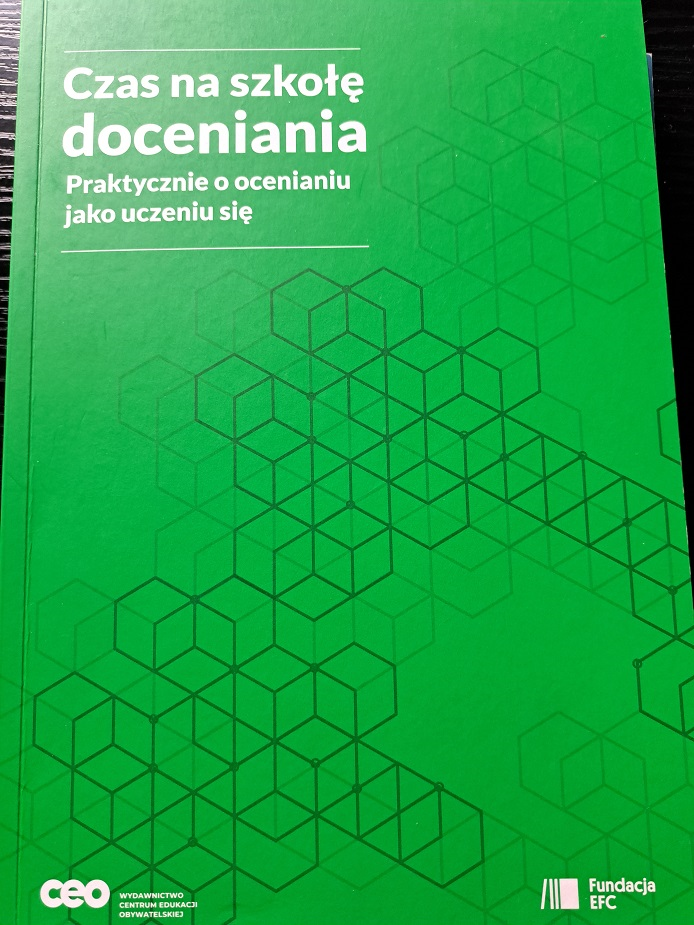 Czas na szkołę
doceniania
Praktycznie o ocenianiu
jako uczeniu się
ceo
WYDAWNICTWO
CENTRUM EDUKACJI
OBYWATELSKIEJ
Fundacja
EFC